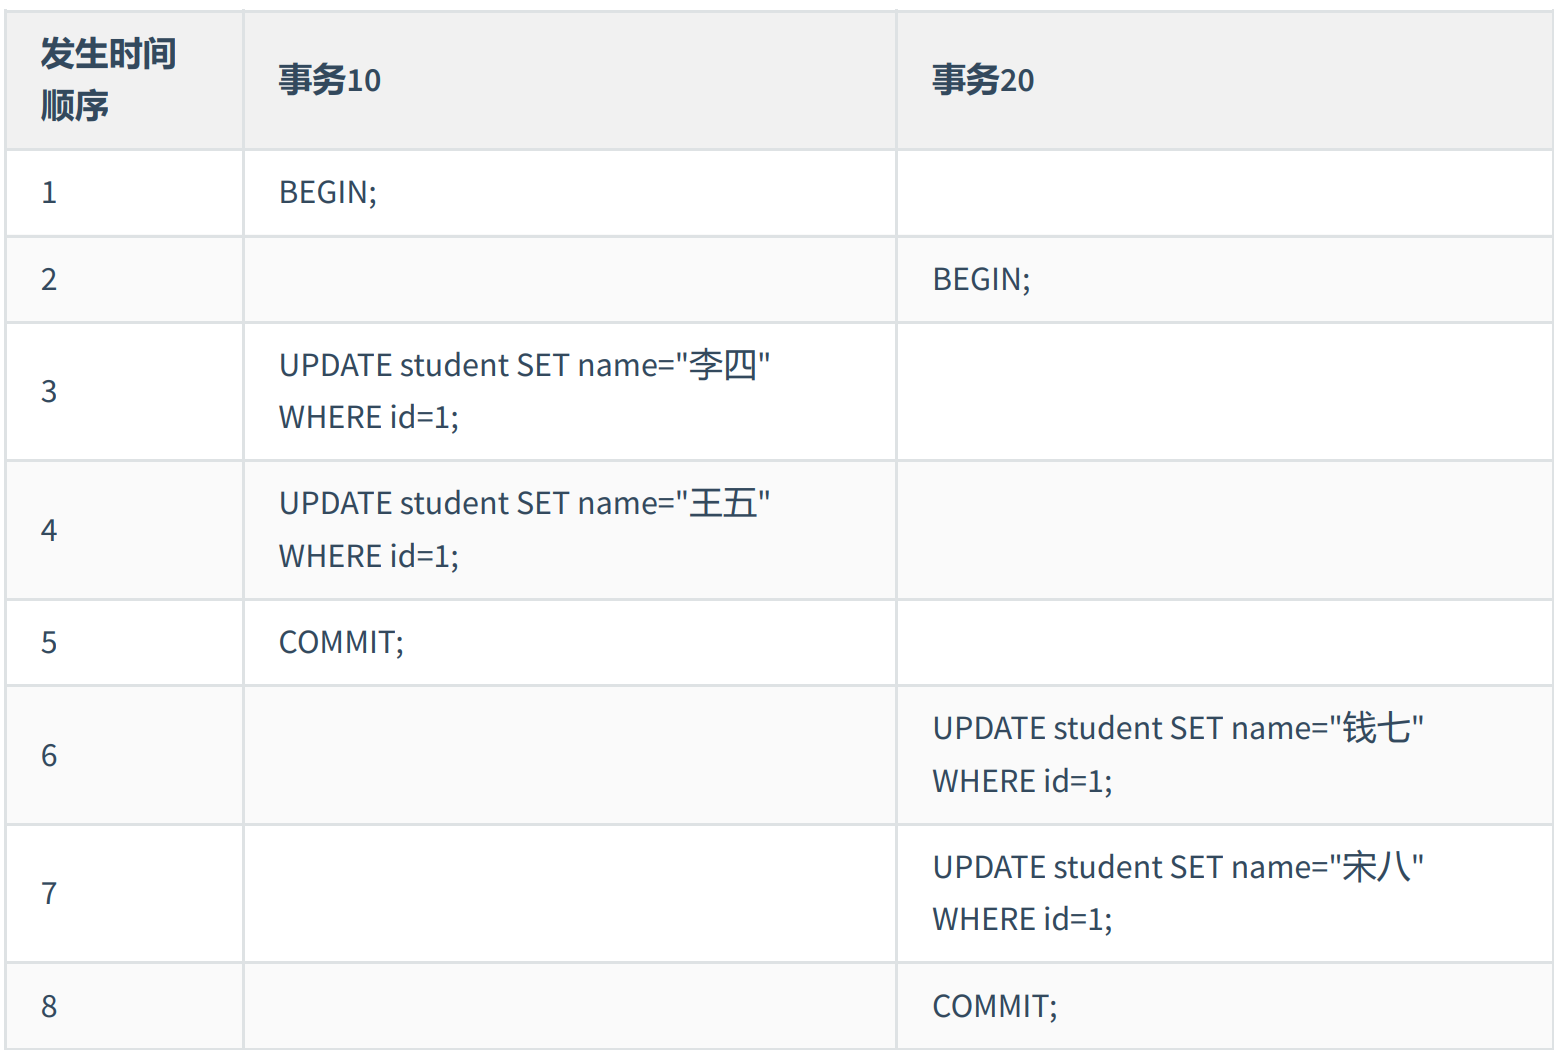 发生时间
顺序
事务10
事务20
1
BEGIN;
2
BEGIN;
3
UPDATE student SET name="李四"
WHERE id=1;
4
UPDATE student SET name="王五"
WHERE id=1;
5
COMMIT;
6
UPDATE student SET name="钱七"
WHERE id=1;
7
UPDATE student SET name="宋八"
WHERE id=1;
8
COMMIT;